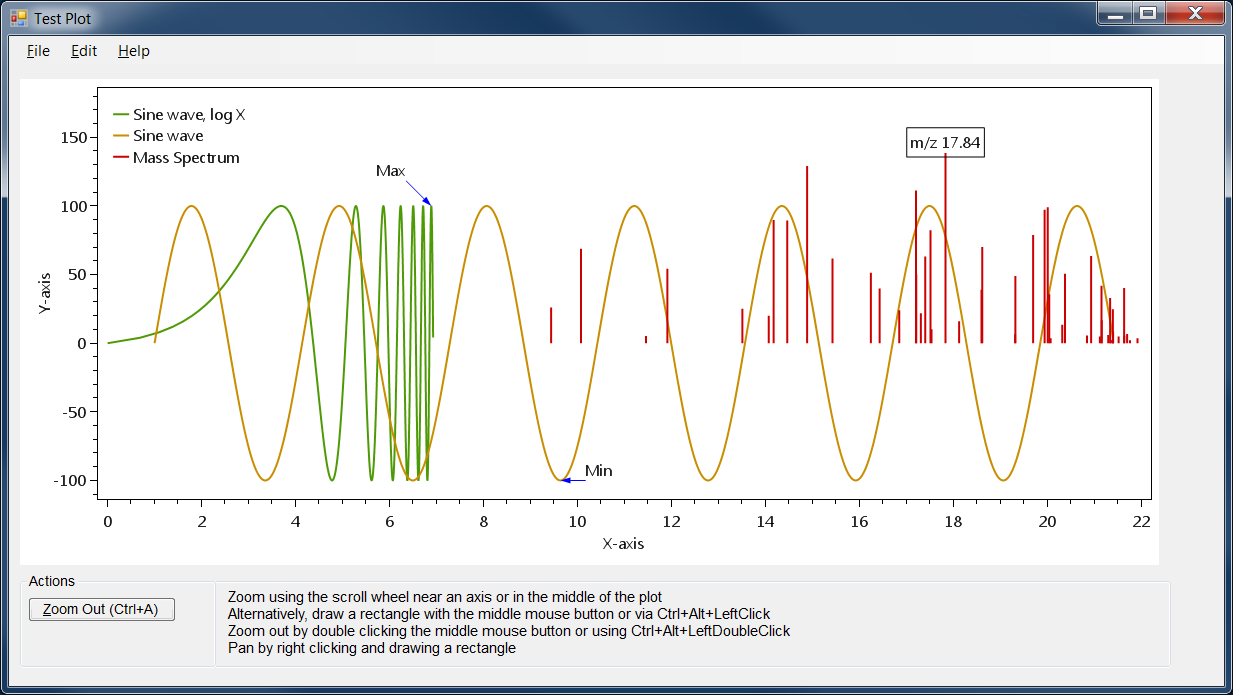 Test Plot
File Edit Help
Sine wave, log X
Sine wave
Mass Spectrum
Max
m/z 17.84
Min
150
100
50
0
-50
-100
Y-axis
0 2 4 6 8 10 12 14 16 18 20 22
X-axis
Actions
Zoom Out (Ctrl+A)
Zoom using the scroll wheel near an axis or in the middle of the plot
Alternatively, draw a rectangle with the middle mouse button or via Ctrl+Alt+LeftClick
Zoom out by double clicking the middle mouse button or using Ctrl+Alt+LeftDoubleClick
Pan by right clicking and drawing a rectangle